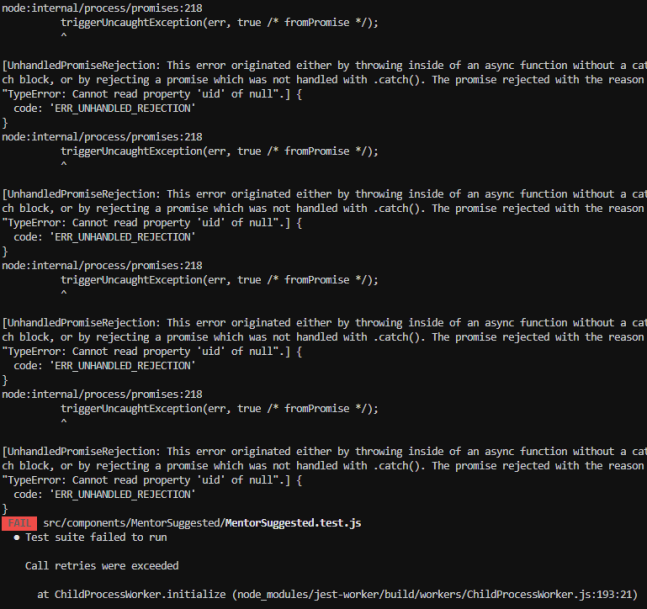 node:internal/process/promises:218
triggerUncaughtException(err, true /* fromPromise */);
^
[UnhandledPromiseRejection: This error originated either by throwing inside of an async function without a cat
ch block, or by rejecting a promise which was not handled with .catch(). The promise rejected with the reason
"TypeError: Cannot read property 'uid' of null".] {
code: 'ERR_UNHANDLED_REJECTION'
}
node:internal/process/promises:218
triggerUncaughtException(err, true /* fromPromise */);
^
[UnhandledPromiseRejection: This error originated either by throwing inside of an async function without a cat
ch block, or by rejecting a promise which was not handled with .catch(). The promise rejected with the reason
"TypeError: Cannot read property 'uid' of null".] {
code: 'ERR_UNHANDLED_REJECTION'
}
node:internal/process/promises:218
triggerUncaughtException(err, true /* fromPromise */);
^
[UnhandledPromiseRejection: This error originated either by throwing inside of an async function without a cat
ch block, or by rejecting a promise which was not handled with .catch(). The promise rejected with the reason
"TypeError: Cannot read property 'uid' of null".] {
code: 'ERR_UNHANDLED_REJECTION'
}
node:internal/process/promises:218
triggerUncaughtException(err, true /* fromPromise */);
^
[UnhandledPromiseRejection: This error originated either by throwing inside of an async function without a cat
ch block, or by rejecting a promise which was not handled with .catch(). The promise rejected with the reason
"TypeError: Cannot read property 'uid' of null".] {
code: 'ERR_UNHANDLED_REJECTION'
}
FAIL src/components/MentorSuggested/MentorSuggested.test.js
● Test suite failed to run
Call retries were exceeded
at ChildProcessWorker.initialize (node_modules/jest-worker/build/workers/ChildProcessWorker.js:193:21)